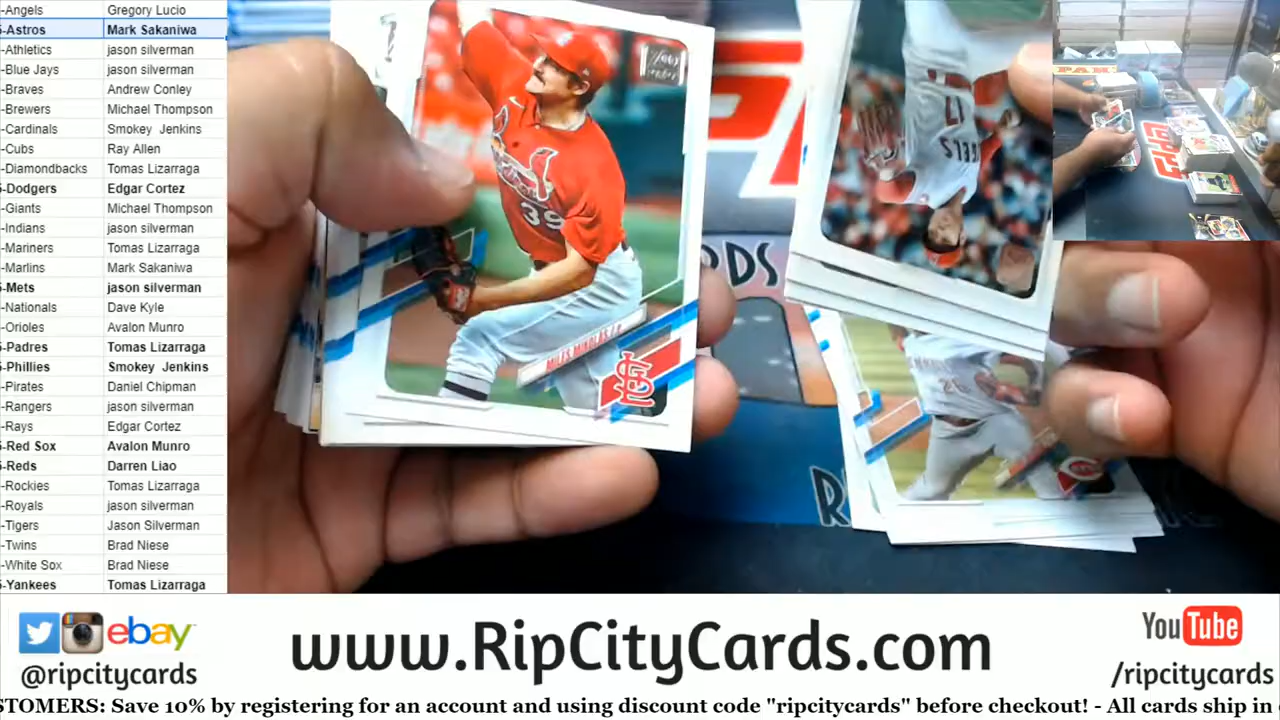 -Angels Gregory Lucio
-Astros Mark Sakaniwa
-Athletics jason silverman
-Blue Jays jason silverman
-Braves Andrew Conley
-Brewers Michael Thompson
-Cardinals Smokey Jenkins
-Cubs Ray Allen
-Diamondbacks Tomas Lizarraga
-Dodgers Edgar Cortez
-Giants Michael Thompson
-Indians jason silverman
-Mariners Tomas Lizarraga
-Marlins Mark Sakaniwa
-Mets jason silverman
-Nationals Dave Kyle
-Orioles Avalon Munro
-Padres Tomas Lizarraga
-Phillies Smokey Jenkins
-Pirates Daniel Chipman
-Rangers jason silverman
-Rays Edgar Cortez
-Red Sox Avalon Munro
-Reds Darren Liao
-Rockies Tomas Lizarraga
-Royals jason silverman
-Tigers Jason Silverman
-Twins Brad Niese
-White Sox Brad Niese
-Yankees Tomas Lizarraga
39
MILES MIKOLAS
17
26
RDS
TOPPS
ebay
@ripcitycards
www.RipCityCards.com
YouTube
/ripcitycards
STOMERS: Save 10% by registering for an account and using discount code "ripcitycards" before checkout! - All cards ship in